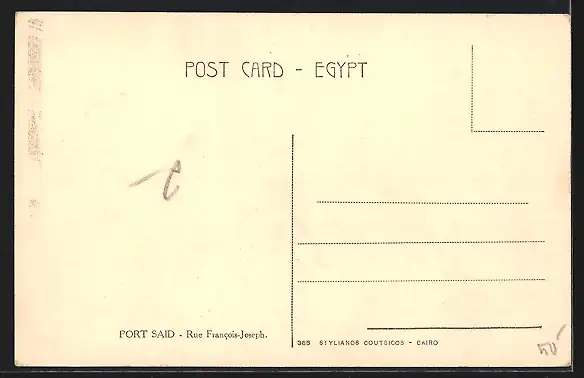 POST CARD - EGYPT
PORT SAID - Rue François-Joseph.
365 STYLIANOS COUTSICOS - CAIRO